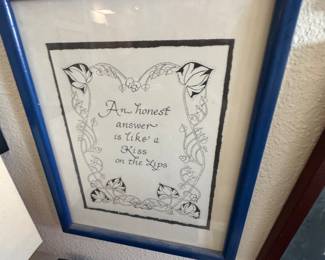 An honest
answer
is like a
Kiss
on the Lips